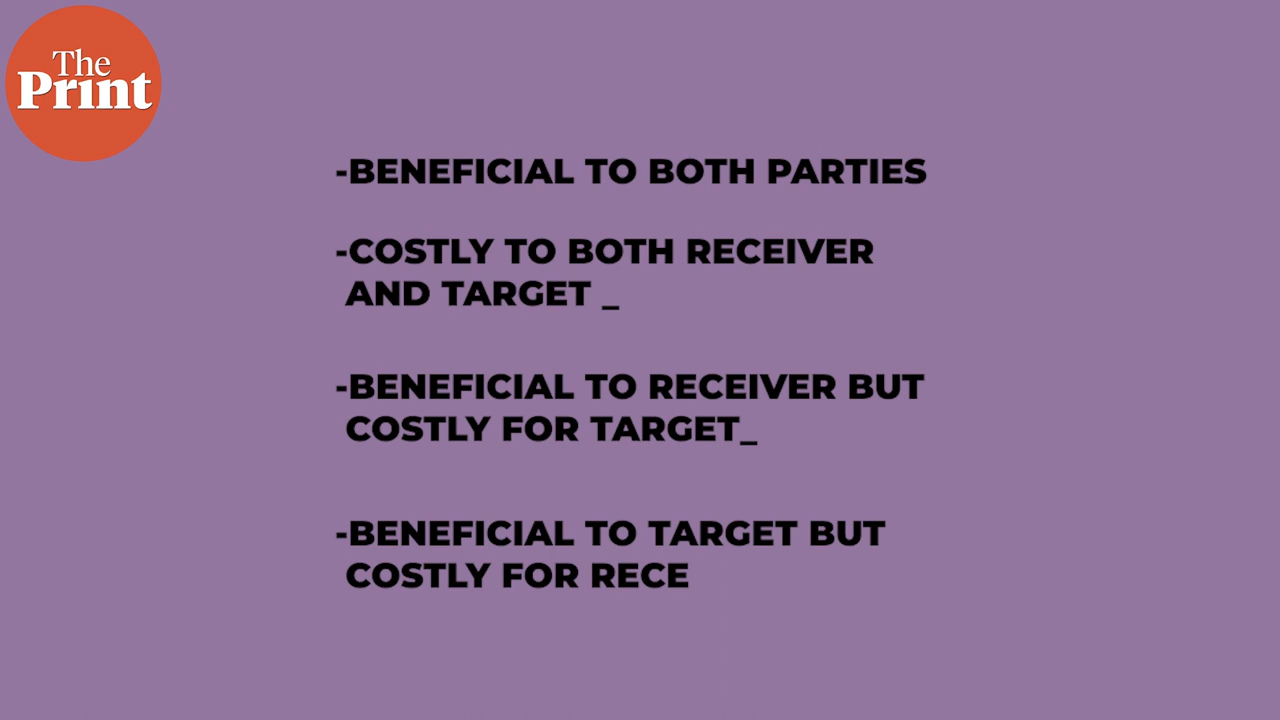 The
Print
-BENEFICIAL TO BOTH PARTIES
-COSTLY TO BOTH RECEIVER
AND TARGET _
-BENEFICIAL TO RECEIVER BUT
COSTLY FOR TARGET_
-BENEFICIAL TO TARGET BUT
COSTLY FOR RECE